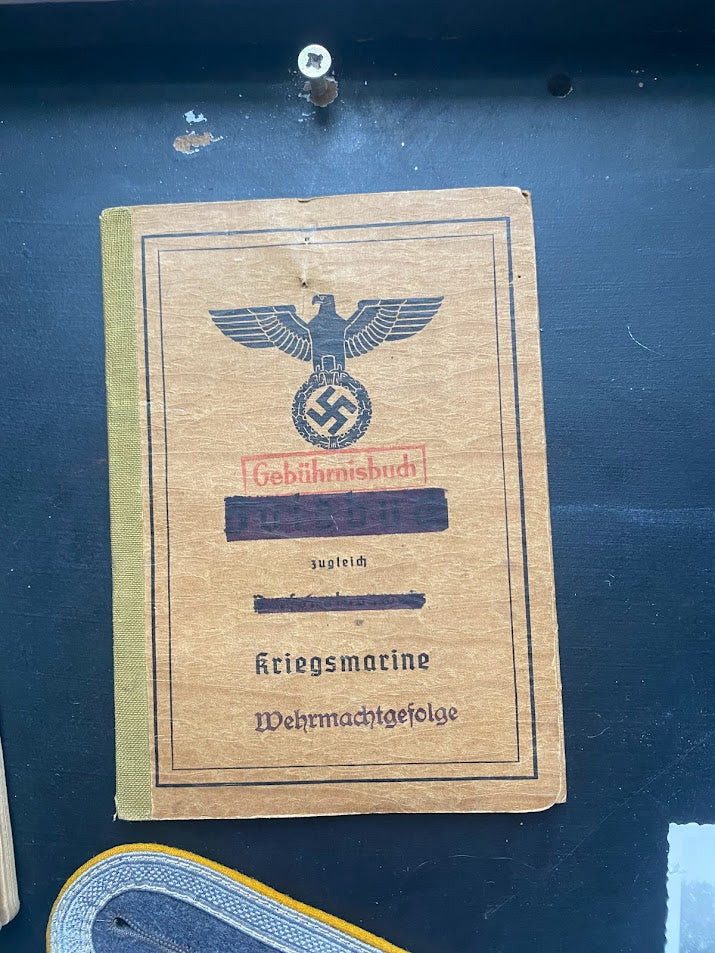 Gebührnisbuch
zugleich
Kriegsmarine
Wehrmachtgefolge